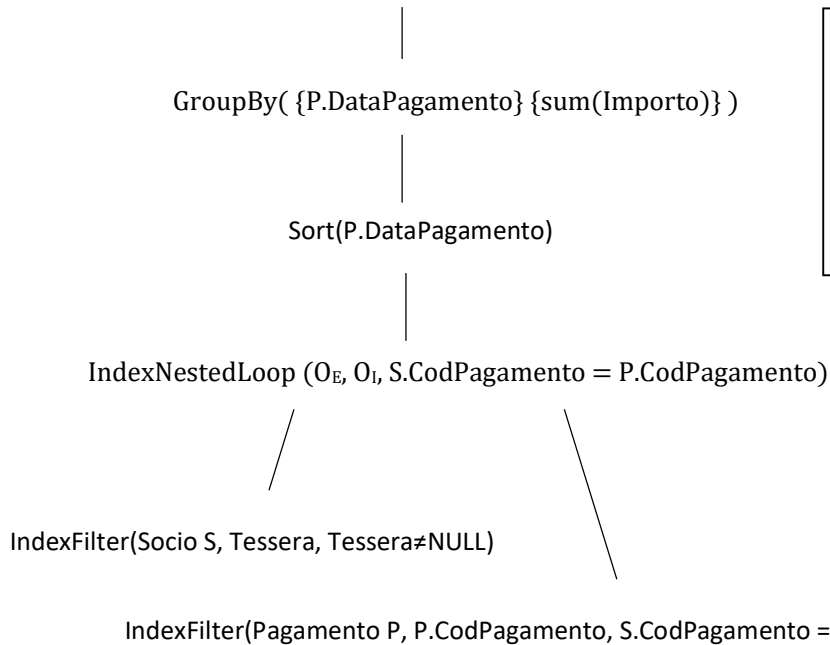 GroupBy( {P.DataPagamento} {sum(Importo)} )
Sort(P.DataPagamento)
IndexNestedLoop (OE, OI, S.CodPagamento = P.CodPagamento)
IndexFilter(Socio S, Tessera, Tessera≠NULL)
IndexFilter(Pagamento P, P.CodPagamento, S.CodPagamento =